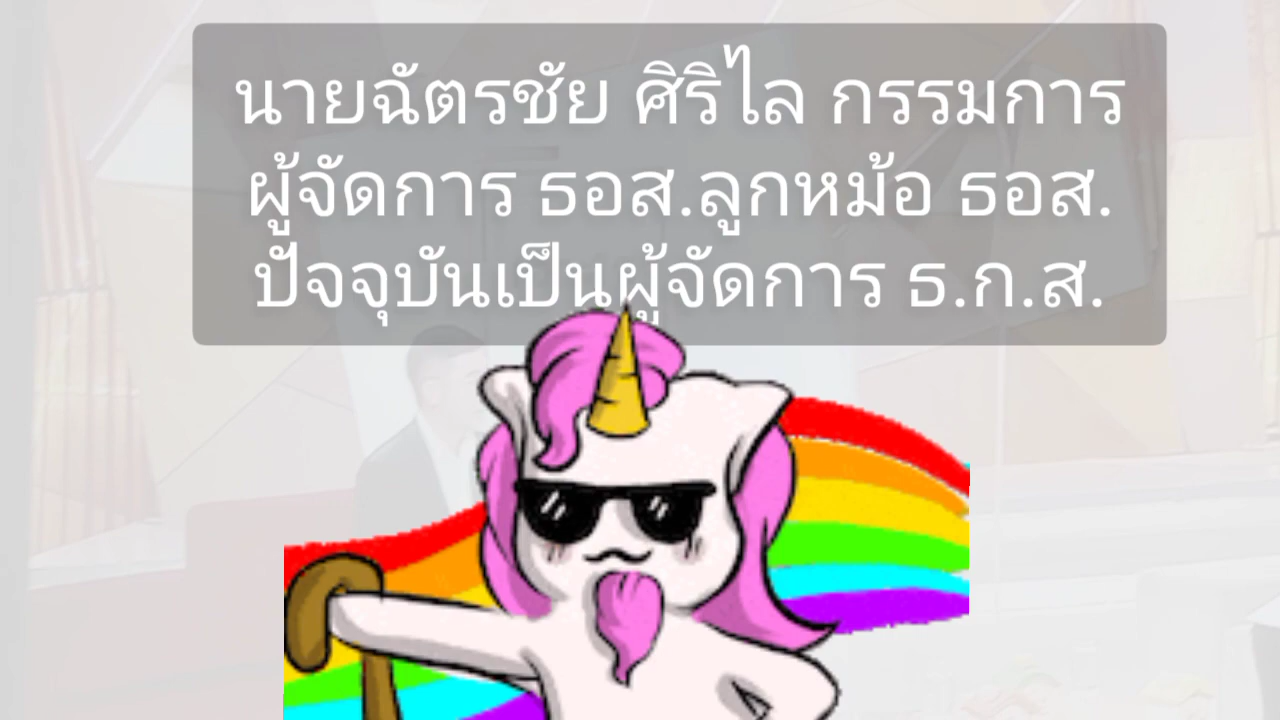 นายฉัตรชัย ศิริไล กรรมการ
ผู้จัดการ ธอส.ลูกหม้อ ธอส.
ปัจจุบันเป็นผู้จัดการ ธ.ก.ส.